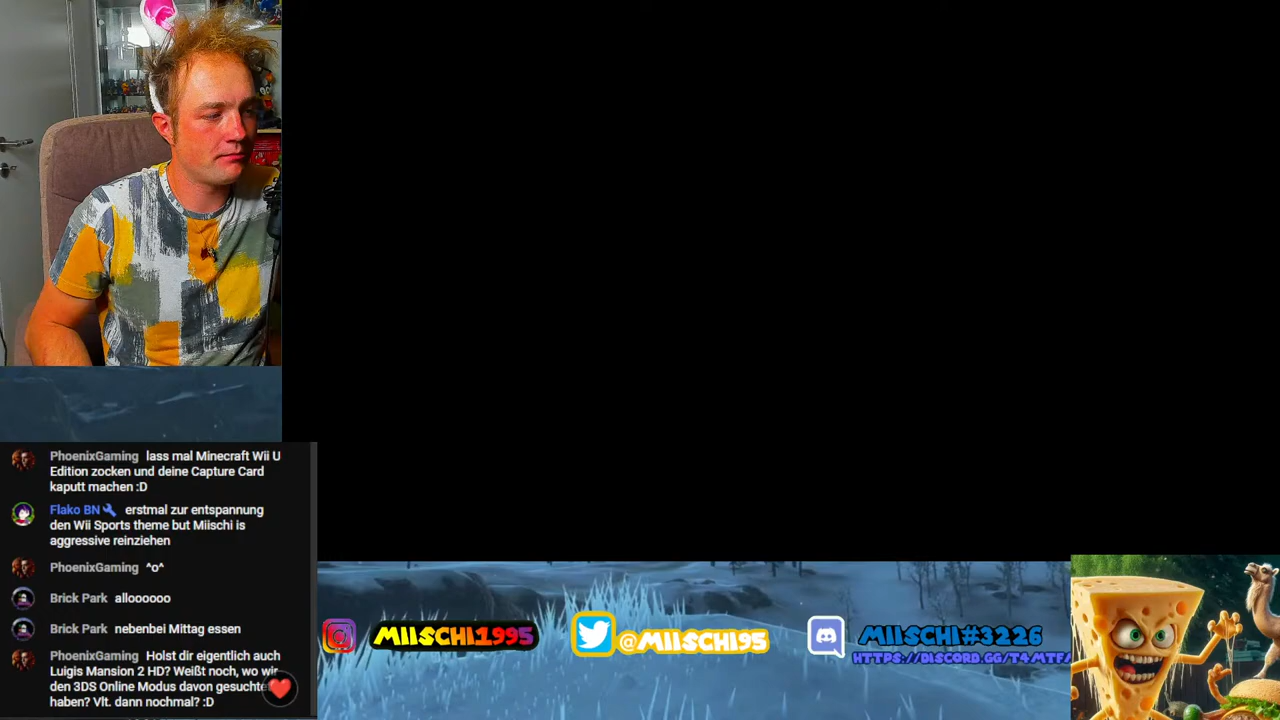 PhoenixGaming lass mal Minecraft Wii U
Edition zocken und deine Capture Card
kaputt machen :D
Flako BN erstmal zur entspannung
den Wii Sports theme but Miischi is
aggressive reinziehen
PhoenixGaming ^o^
Brick Park alloooooo
Brick Park nebenbei Mittag essen
PhoenixGaming Holst dir eigentlich auch
Luigis Mansion 2 HD? Weißt noch, wo wir
den 3DS Online Modus davon gesuchtet
haben? Vlt. dann nochmal? :D
MIISCHI1995
@MIISCHI95
MIISCHI#3226
HTTPS://DISCORD.GG/T4MTF